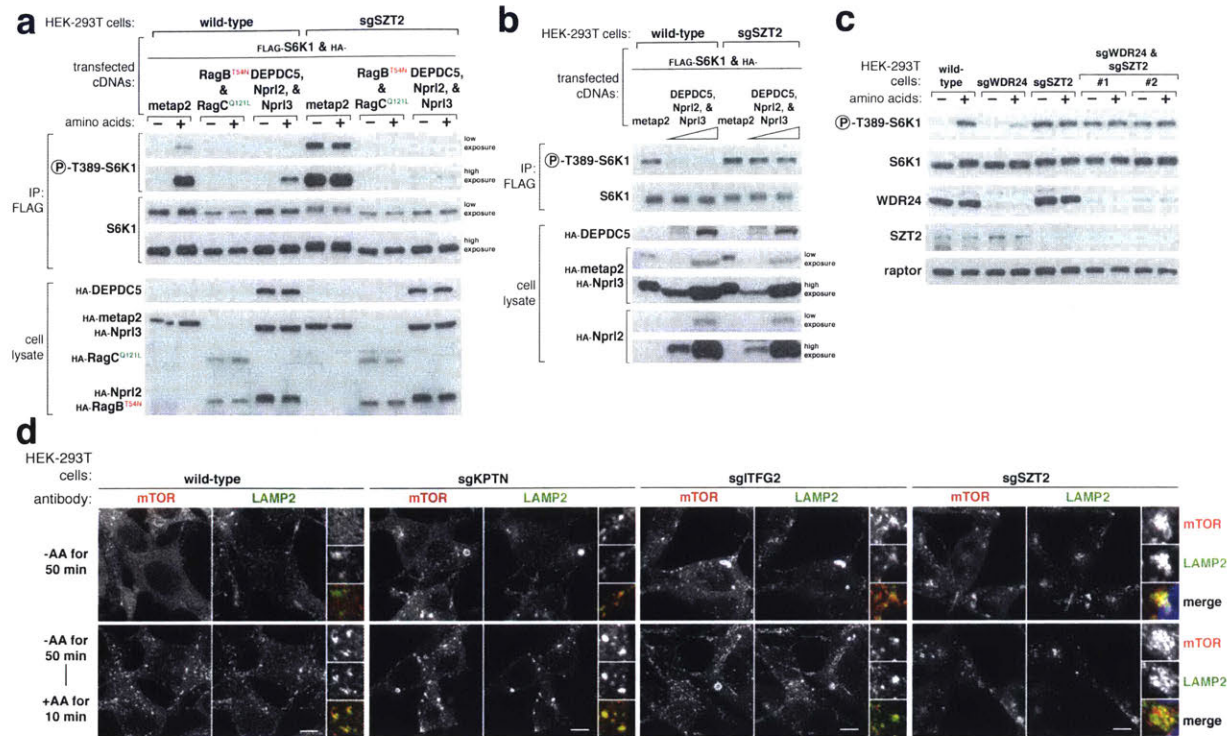 a
HEK-293T cells: wild-type sgSZT2
FLAG-S6K1 & HA-
transfected cDNAs metap2 RagBT54N & RagCQ121L DEPDC5, Nprl2, & Nprl3 metap2 RagBT54N & RagCQ121L DEPDC5, Nprl2, & Nprl3
amino acids: − + − + − + − + − + − +
IP: FLAG
Ⓟ-T389-S6K1
low exposure
high exposure
S6K1
low exposure
high exposure
cell lysate
HA-DEPDC5
HA-metap2
HA-Nprl3
HA-RagCQ121L
HA-Nprl2
HA-RagBT54N
b
HEK-293T cells: wild-type sgSZT2
FLAG-S6K1 & HA-
transfected cDNAs: metap2 DEPDC5, Nprl2, & Nprl3 metap2 DEPDC5, Nprl2, & Nprl3
IP: FLAG
Ⓟ-T389-S6K1
S6K1
cell lysate
HA-DEPDC5
HA-metap2
HA-Nprl3
low exposure
high exposure
HA-Nprl2
low exposure
high exposure
c
HEK-293T cells: wild-type sgWDR24 sgSZT2 sgWDR24 & sgSZT2 #1 #2
amino acids: − + − + − + − + − +
Ⓟ-T389-S6K1
S6K1
WDR24
SZT2
raptor
d
HEK-293T cells: wild-type sgKPTN sgITFG2 sgSZT2
antibody: mTOR LAMP2 mTOR LAMP2 mTOR LAMP2 mTOR LAMP2
-AA for 50 min
mTOR
LAMP2
merge
-AA for 50 min
+AA for 10 min
mTOR
LAMP2
merge